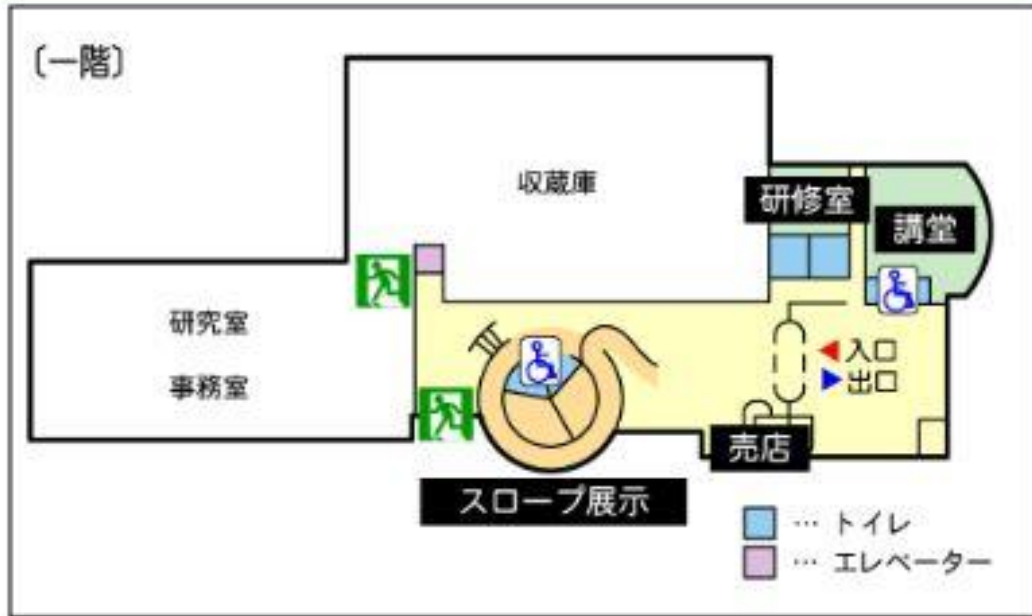 〔一階〕
収蔵庫
研修室
講堂
研究室
事務室
入口
出口
売店
スロープ展示
… トイレ
… エレベーター